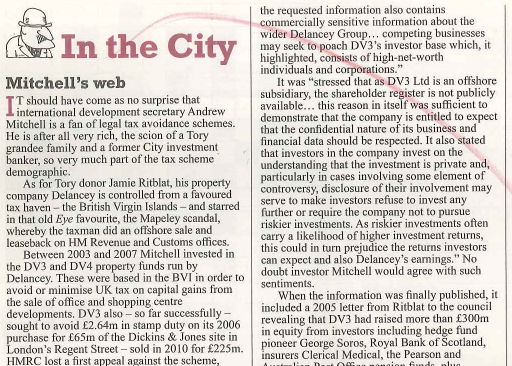 In the City
Mitchell's web
IT should have come as no surprise that
international development secretary Andrew
Mitchell is a fan of legal tax avoidance schemes.
He is after all very rich, the scion of a Tory
grandee family and a former City investment
banker, so very much part of the tax scheme
demographic.
As for Tory donor Jamie Ritblat, his property
company Delancey is controlled from a favoured
tax haven – the British Virgin Islands – and starred
in that old Eye favourite, the Mapeley scandal,
whereby the taxman did an offshore sale and
leaseback on HM Revenue and Customs offices.
Between 2003 and 2007 Mitchell invested in
the DV3 and DV4 property funds run by
Delancey. These were based in the BVI in order to
avoid or minimise UK tax on capital gains from
the sale of office and shopping centre
developments. DV3 also – so far successfully –
sought to avoid £2.64m in stamp duty on its 2006
purchase for £65m of the Dickins & Jones site in
London's Regent Street – sold in 2010 for £225m.
HMRC lost a first appeal against the scheme,
the requested information also contains
commercially sensitive information about the
wider Delancey Group… competing businesses
may seek to poach DV3's investor base which, it
highlighted, consists of high-net-worth
individuals and corporations."
It was "stressed that as DV3 Ltd is an offshore
subsidiary, the shareholder register is not publicly
available… this reason in itself was sufficient to
demonstrate that the company is entitled to expect
that the confidential nature of its business and
financial data should be respected. It also stated
that investors in the company invest on the
understanding that the investment is private and,
particularly in cases involving some element of
controversy, disclosure of their involvement may
serve to make investors refuse to invest any
further or require the company not to pursue
riskier investments. As riskier investments often
carry a likelihood of higher investment returns,
this could in turn prejudice the returns investors
can expect and also Delancey's earnings." No
doubt investor Mitchell would agree with such
sentiments.
When the information was finally published, it
included a 2005 letter from Ritblat to the council
revealing that DV3 had raised more than £300m
in equity from investors including hedge fund
pioneer George Soros, Royal Bank of Scotland,
insurers Clerical Medical, the Pearson and
Australian Post Office pension funds, plus